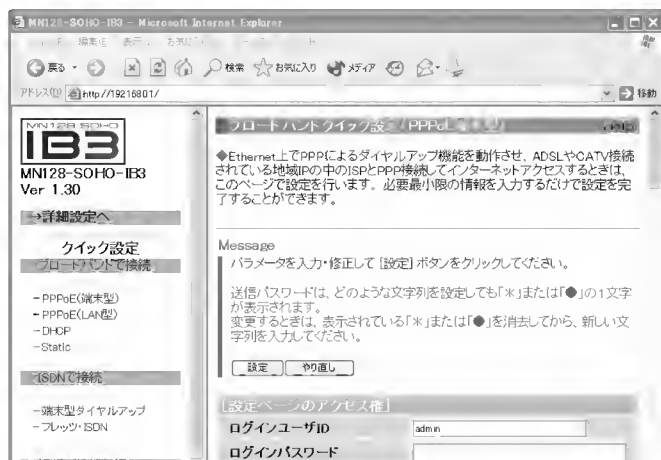 MN128-SOHO-IB3 - Microsoft Internet Explorer
編集(E) 表示
戻る 検索 お気に入り メディア
アドレス(D) http://19216801/ 移動
MN128 SOHO
IB3
MN128-SOHO-IB3
Ver 1.30
→詳細設定へ
クイック設定
ブロードバンドで接続
-PPPoE(端末型)
-PPPoE(LAN型)
-DHCP
-Static
ISDNで接続
-端末型ダイヤルアップ
-フレッツ・ISDN
◆Ethernet上でPPPによるダイヤルアップ機能を動作させ、ADSLやCATV接続
されている地域IPの中のISPとPPP接続してインターネットアクセスするときは、
このページで設定を行います。必要最小限の情報を入力するだけで設定を完
了することができます。
Message
パラメータを入力・修正して [設定] ボタンをクリックしてください。
送信パスワードは、どのような文字列を設定しても「*」または「●」の1文字
が表示されます。
変更するときは、表示されている「*」または「●」を消去してから、新しい文
字列を入力してください。
設定 やり直し
[設定ページのアクセス権]
ログインユーザID admin
ログインパスワード